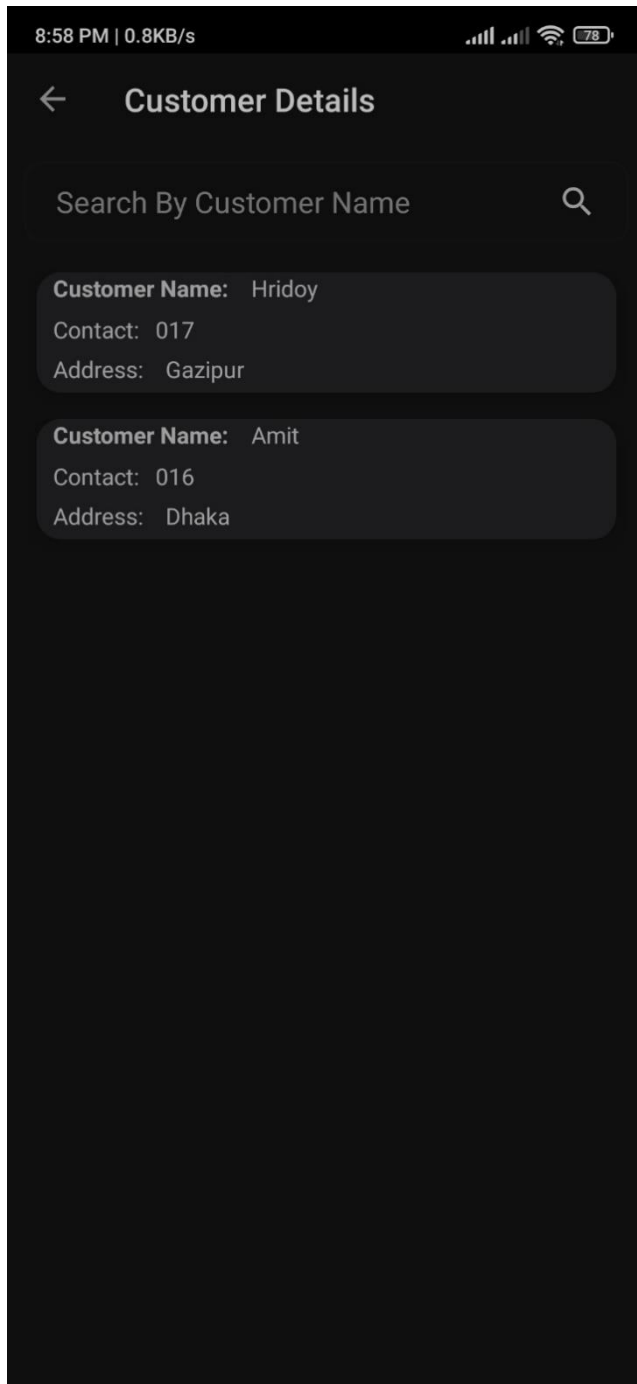 8:58 PM | 0.8KB/s 78
Customer Details
Search By Customer Name
Customer Name: Hridoy
Contact: 017
Address: Gazipur
Customer Name: Amit
Contact: 016
Address: Dhaka